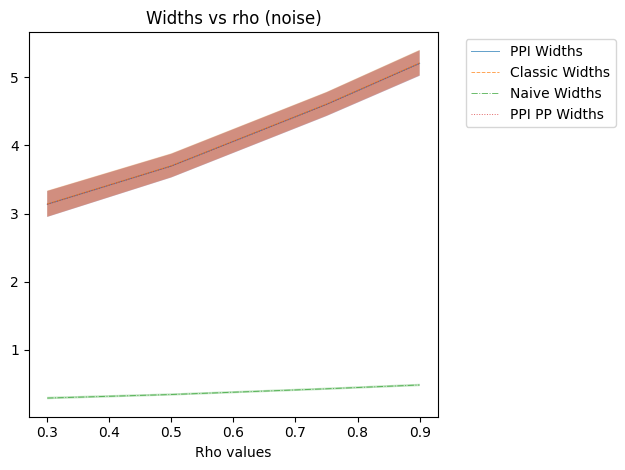 Widths vs rho (noise)
PPI Widths
Classic Widths
Naive Widths
PPI PP Widths
5
4
3
2
1
0.3 0.4 0.5 0.6 0.7 0.8 0.9
Rho values